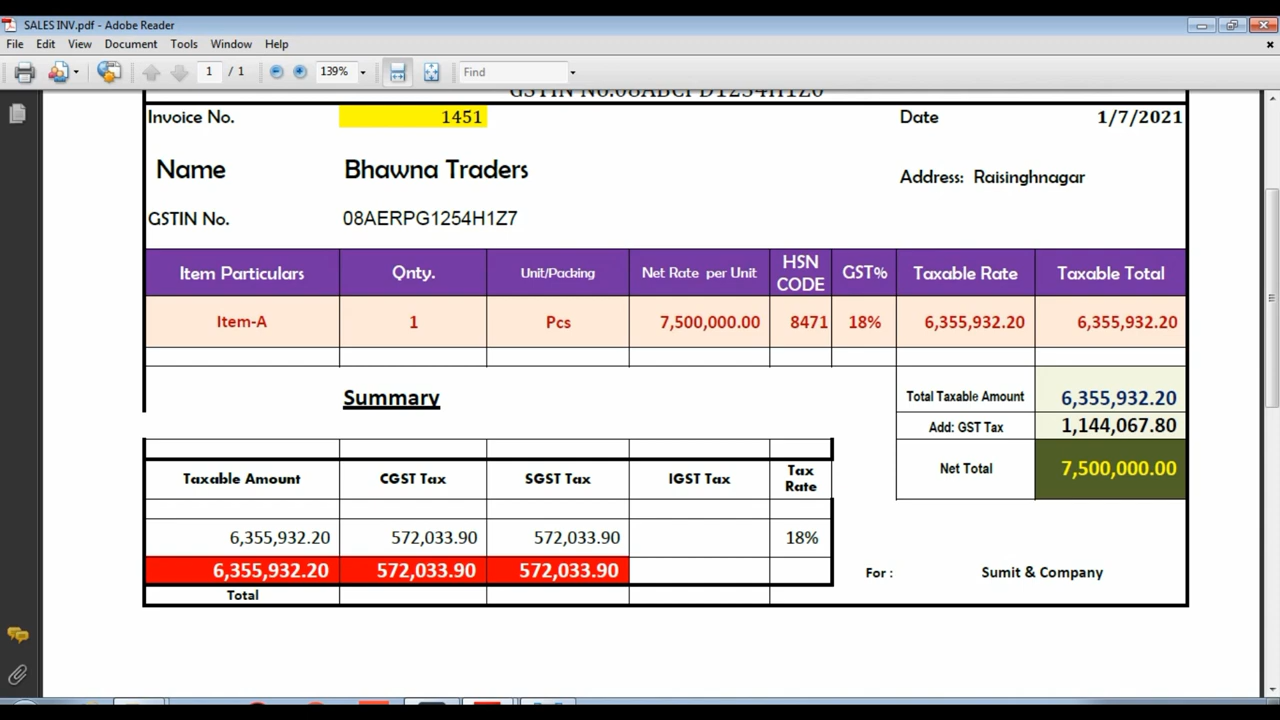 SALES INV.pdf - Adobe Reader
File Edit View Document Tools Window Help
1 / 1 139% Find
Invoice No. 1451 Date 1/7/2021
Name Bhawna Traders Address: Raisinghnagar
GSTIN No. 08AERPG1254H1Z7
Item Particulars Qnty. Unit/Packing Net Rate per Unit HSN CODE GST% Taxable Rate Taxable Total
Item-A 1 Pcs 7,500,000.00 8471 18% 6,355,932.20 6,355,932.20
Summary Total Taxable Amount 6,355,932.20
Add: GST Tax 1,144,067.80
Net Total 7,500,000.00
Taxable Amount CGST Tax SGST Tax IGST Tax Tax Rate
6,355,932.20 572,033.90 572,033.90 18%
6,355,932.20 572,033.90 572,033.90
For : Sumit & Company
Total